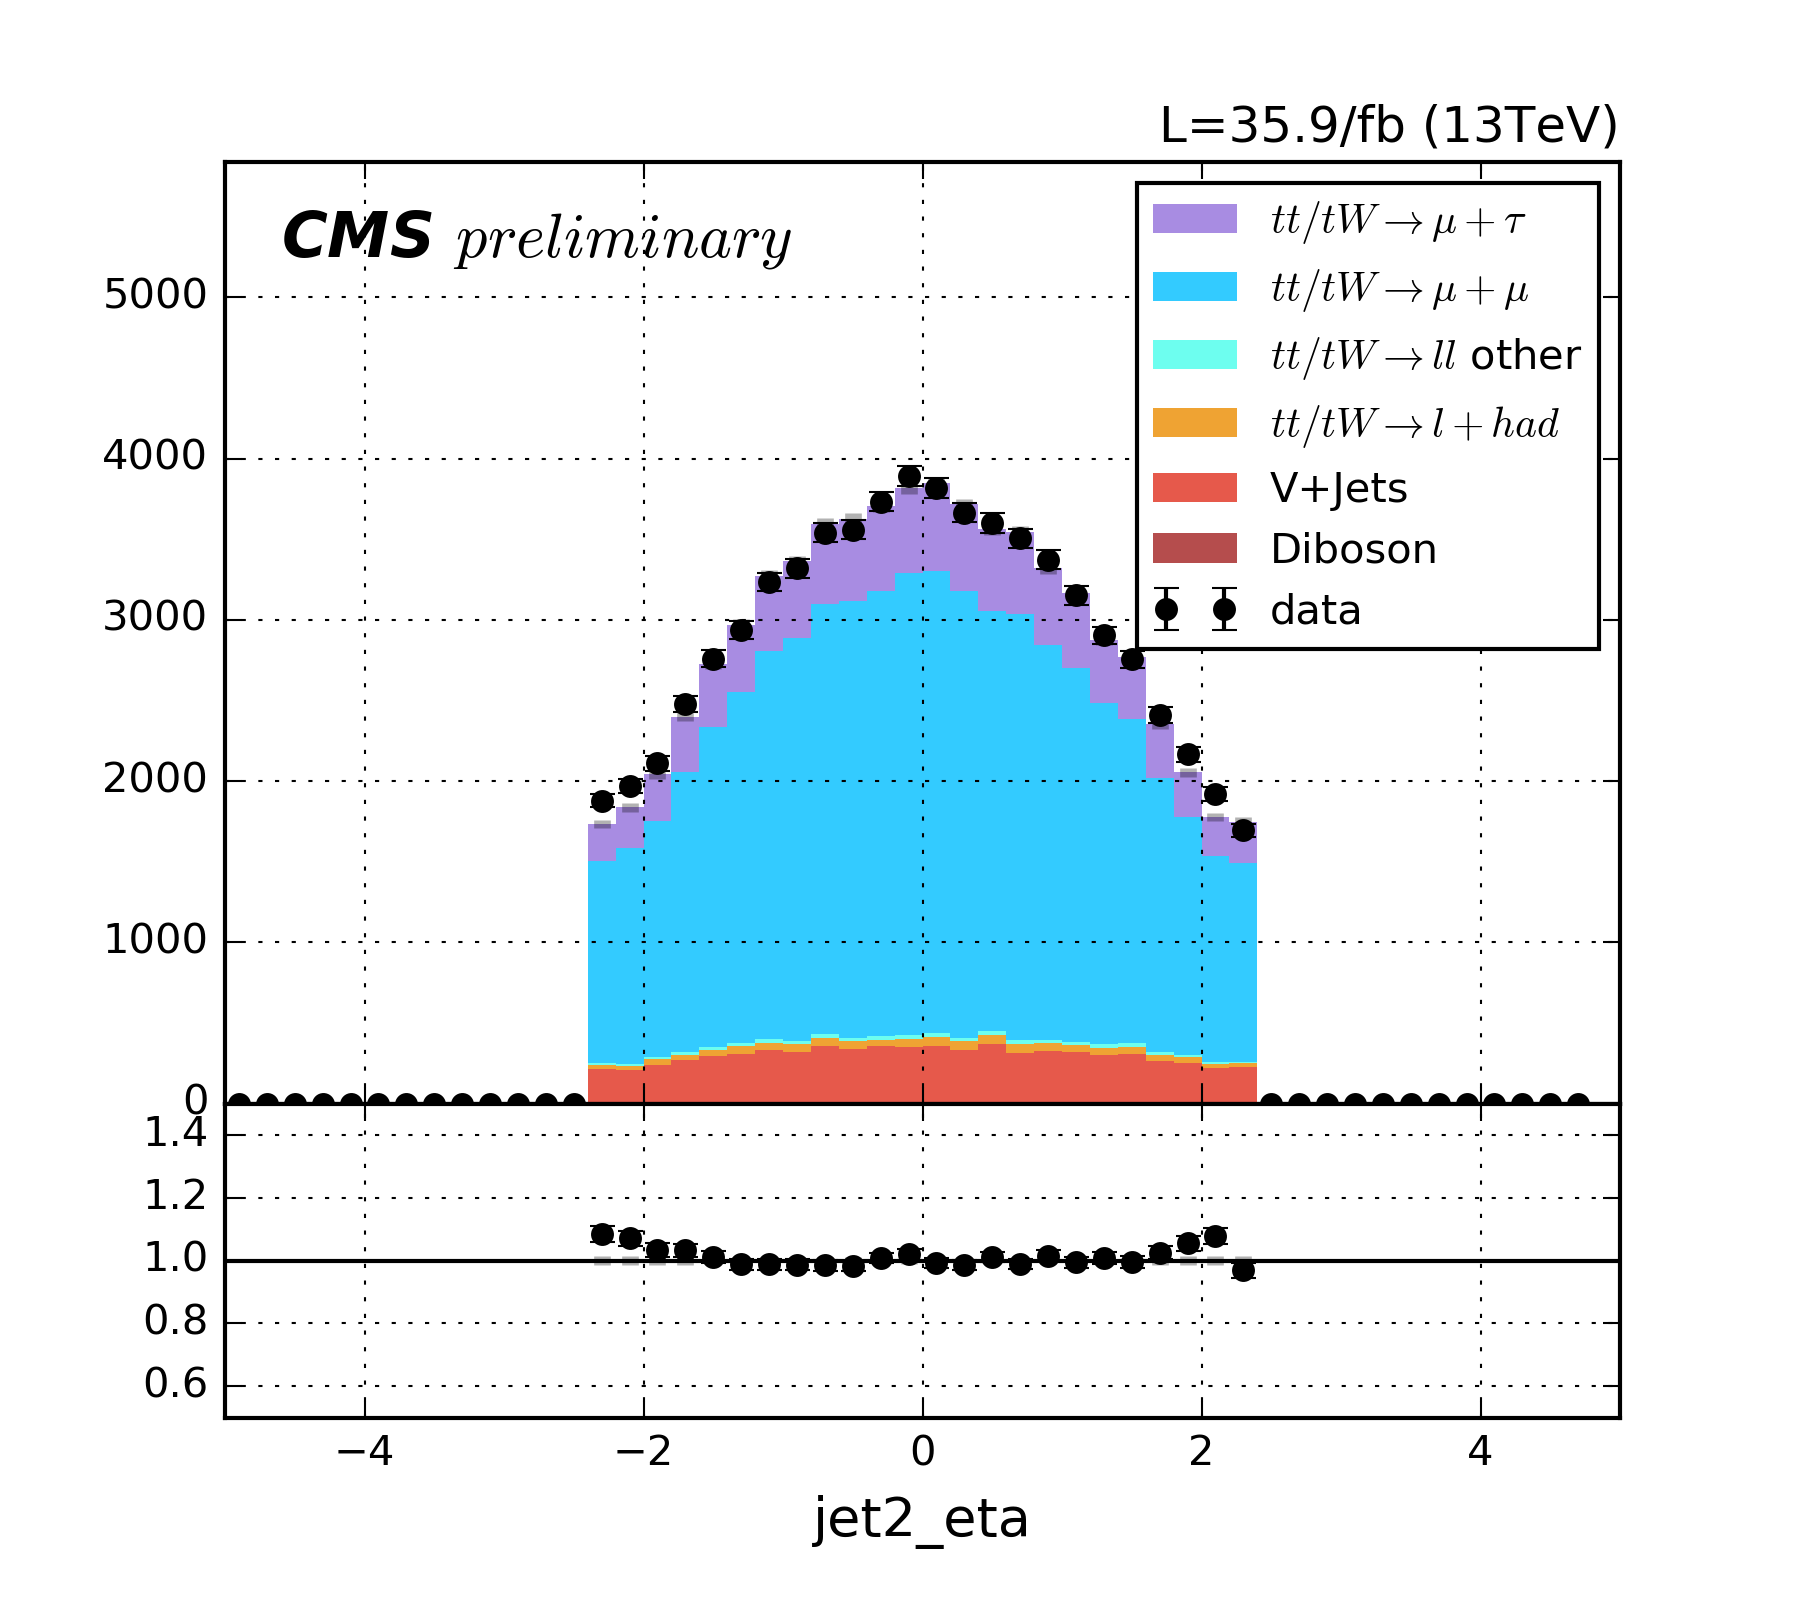 L=35.9/fb (13TeV)
CMS preliminary
tt/tW→μ+τ
tt/tW→μ+μ
tt/tW→ll other
tt/tW→l+had
V+Jets
Diboson
data
5000
4000
3000
2000
1000
0
1.4
1.2
1.0
0.8
0.6
−4 −2 0 2 4
jet2_eta